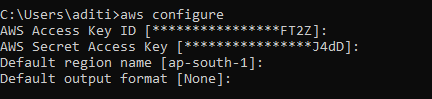 C:\Users\aditi>aws configure
AWS Access Key ID [****************FT2Z]:
AWS Secret Access Key [****************J4dD]:
Default region name [ap-south-1]:
Default output format [None]: